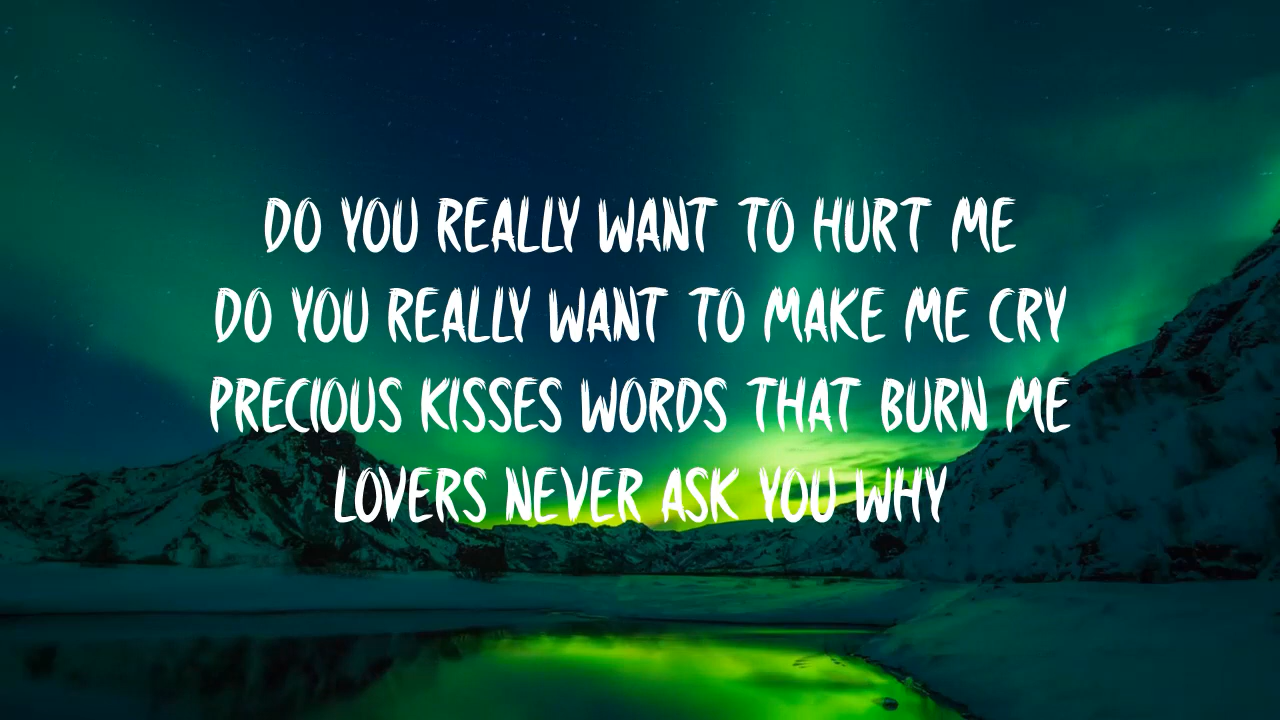 DO YOU REALLY WANT TO HURT ME
DO YOU REALLY WANT TO MAKE ME CRY
PRECIOUS KISSES WORDS THAT BURN ME
LOVERS NEVER ASK YOU WHY